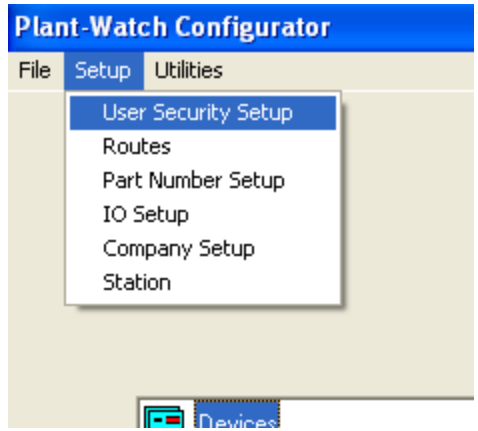 Plant-Watch Configurator
File Setup Utilities
User Security Setup
Routes
Part Number Setup
IO Setup
Company Setup
Station
Devices